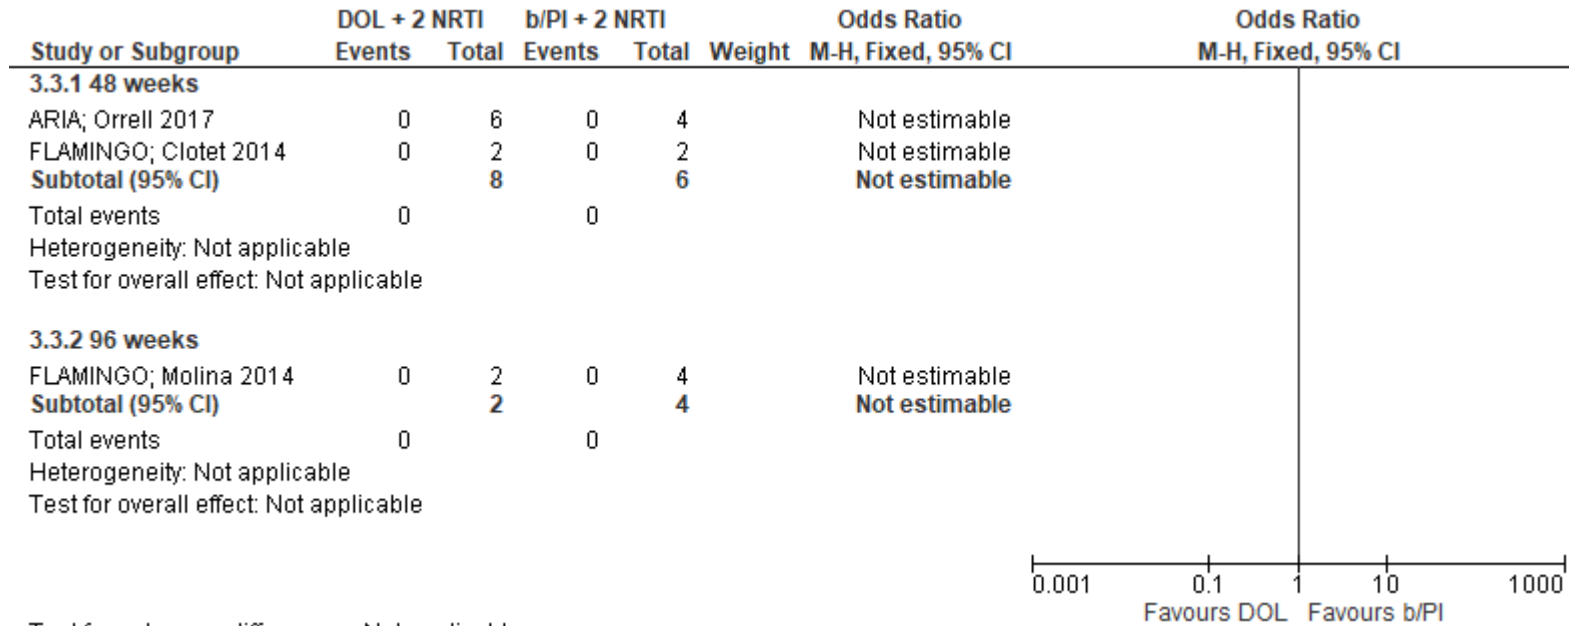 DOL + 2 NRTI b/PI + 2 NRTI Odds Ratio Odds Ratio
Study or Subgroup Events Total Events Total Weight M-H, Fixed, 95% CI M-H, Fixed, 95% CI
3.3.1 48 weeks
ARIA; Orrell 2017 0 6 0 4 Not estimable
FLAMINGO; Clotet 2014 0 2 0 2 Not estimable
Subtotal (95% CI) 8 6 Not estimable
Total events 0 0
Heterogeneity: Not applicable
Test for overall effect: Not applicable
3.3.2 96 weeks
FLAMINGO; Molina 2014 0 2 0 4 Not estimable
Subtotal (95% CI) 2 4 Not estimable
Total events 0 0
Heterogeneity: Not applicable
Test for overall effect: Not applicable
0.001 0.1 1 10 1000
Favours DOL Favours b/PI